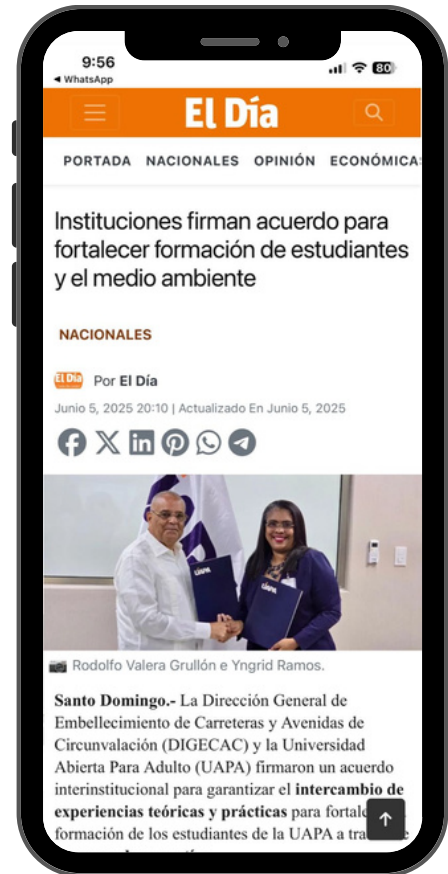 9:56
WhatsApp
80
El Día
PORTADA NACIONALES OPINIÓN ECONÓMICA
Instituciones firman acuerdo para
fortalecer formación de estudiantes
y el medio ambiente
NACIONALES
El Día
Por El Día
Junio 5, 2025 20:10 | Actualizado En Junio 5, 2025
UAPA
UAPA
Rodolfo Valera Grullón e Yngrid Ramos.
Santo Domingo.- La Dirección General de
Embellecimiento de Carreteras y Avenidas de
Circunvalación (DIGECAC) y la Universidad
Abierta Para Adulto (UAPA) firmaron un acuerdo
interinstitucional para garantizar el intercambio de
experiencias teóricas y prácticas para
formación de los estudiantes de la UAPA a